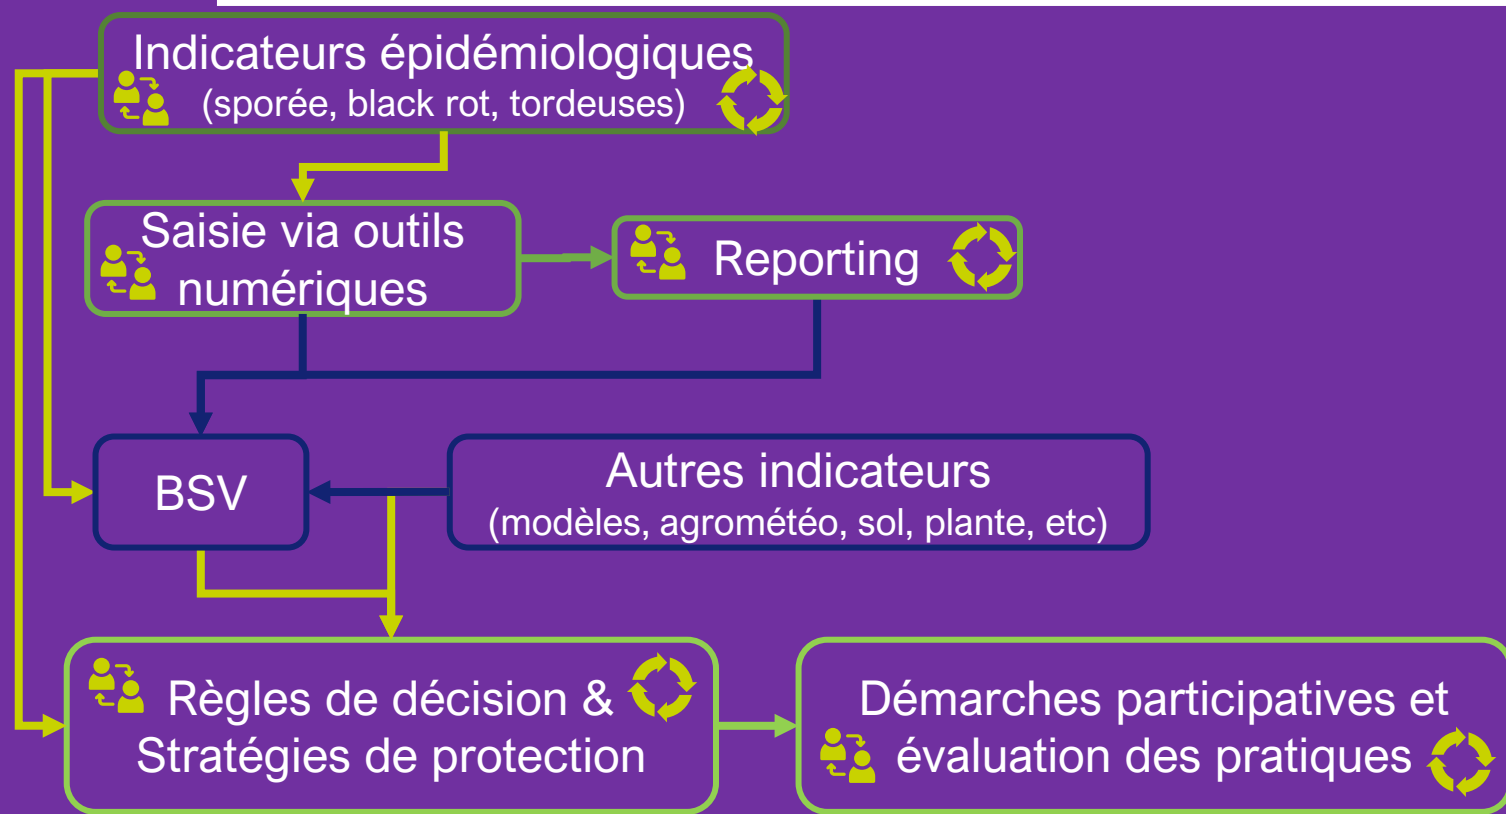 Indicateurs épidémiologiques
(sporée, black rot, tordeuses)
Saisie via outils
numériques
Reporting
BSV
Autres indicateurs
(modèles, agrométéo, sol, plante, etc)
Règles de décision &
Stratégies de protection
Démarches participatives et
évaluation des pratiques